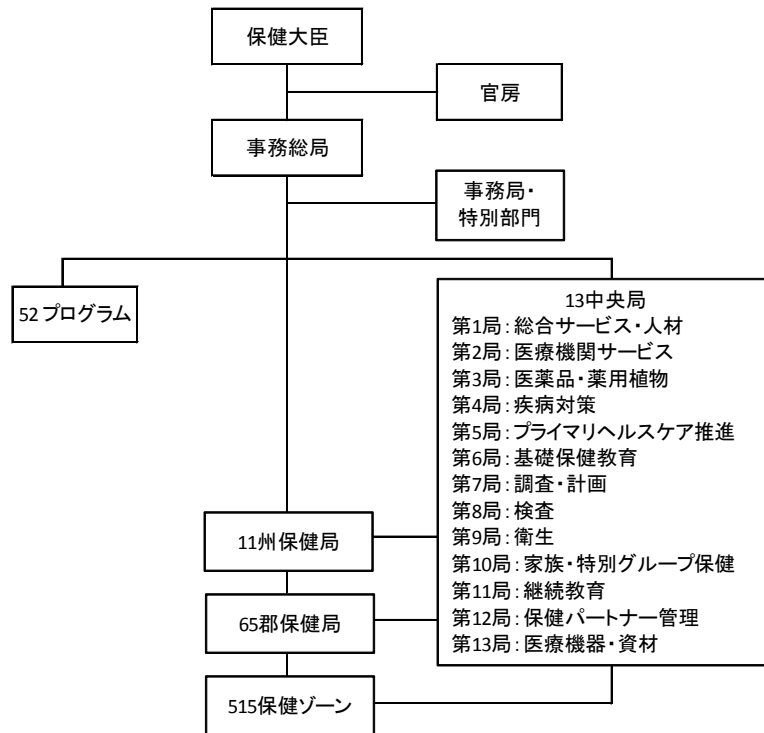 保健大臣
官房
事務総局
事務局・
特別部門
52 プログラム
13中央局
第1局：総合サービス・人材
第2局：医療機関サービス
第3局：医薬品・薬用植物
第4局：疾病対策
第5局：プライマリヘルスケア推進
第6局：基礎保健教育
第7局：調査・計画
第8局：検査
第9局：衛生
第10局：家族・特別グループ保健
第11局：継続教育
第12局：保健パートナー管理
第13局：医療機器・資材
11州保健局
65郡保健局
515保健ゾーン